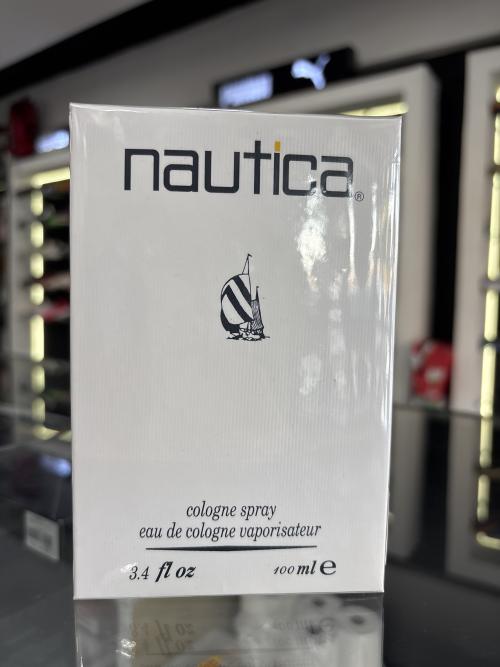 nautica®
cologne spray
eau de cologne vaporisateur
3.4 fl oz 100 ml e